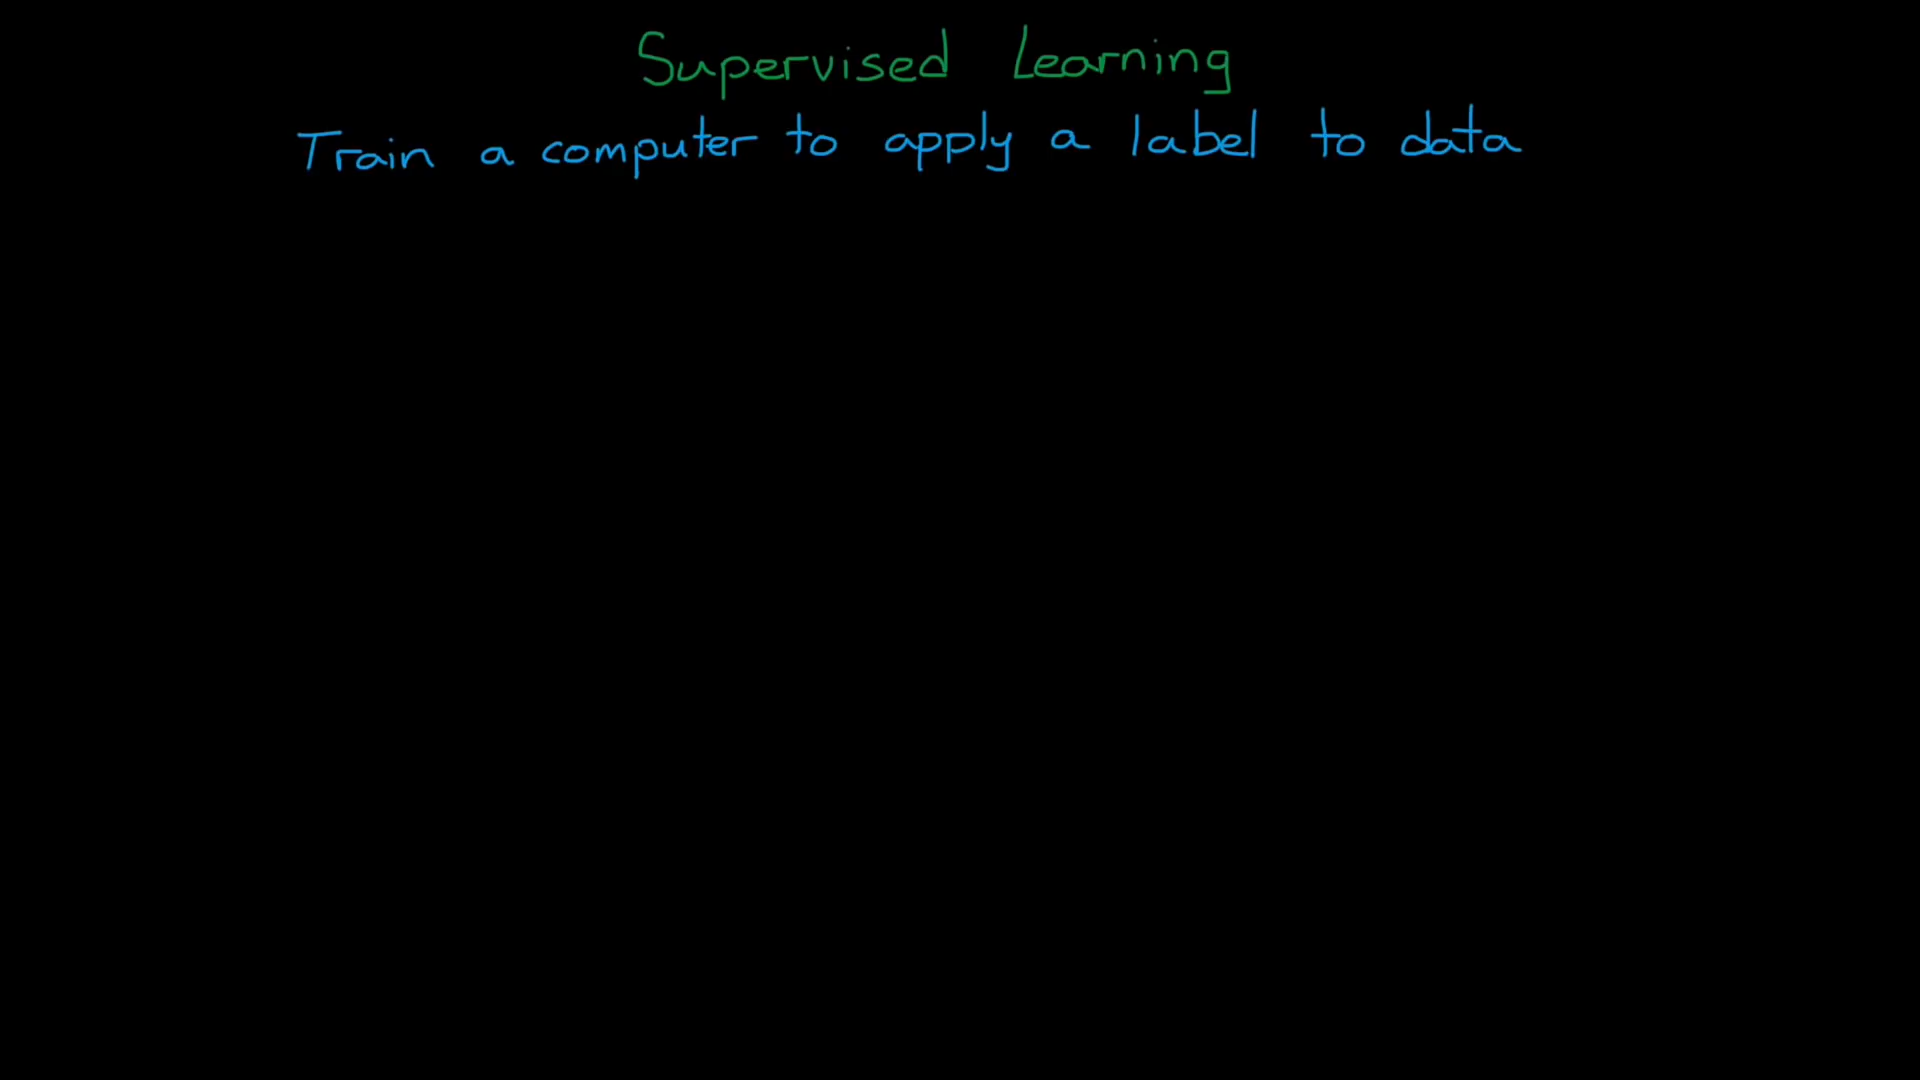 Supervised Learning
Train a computer to apply a label to data